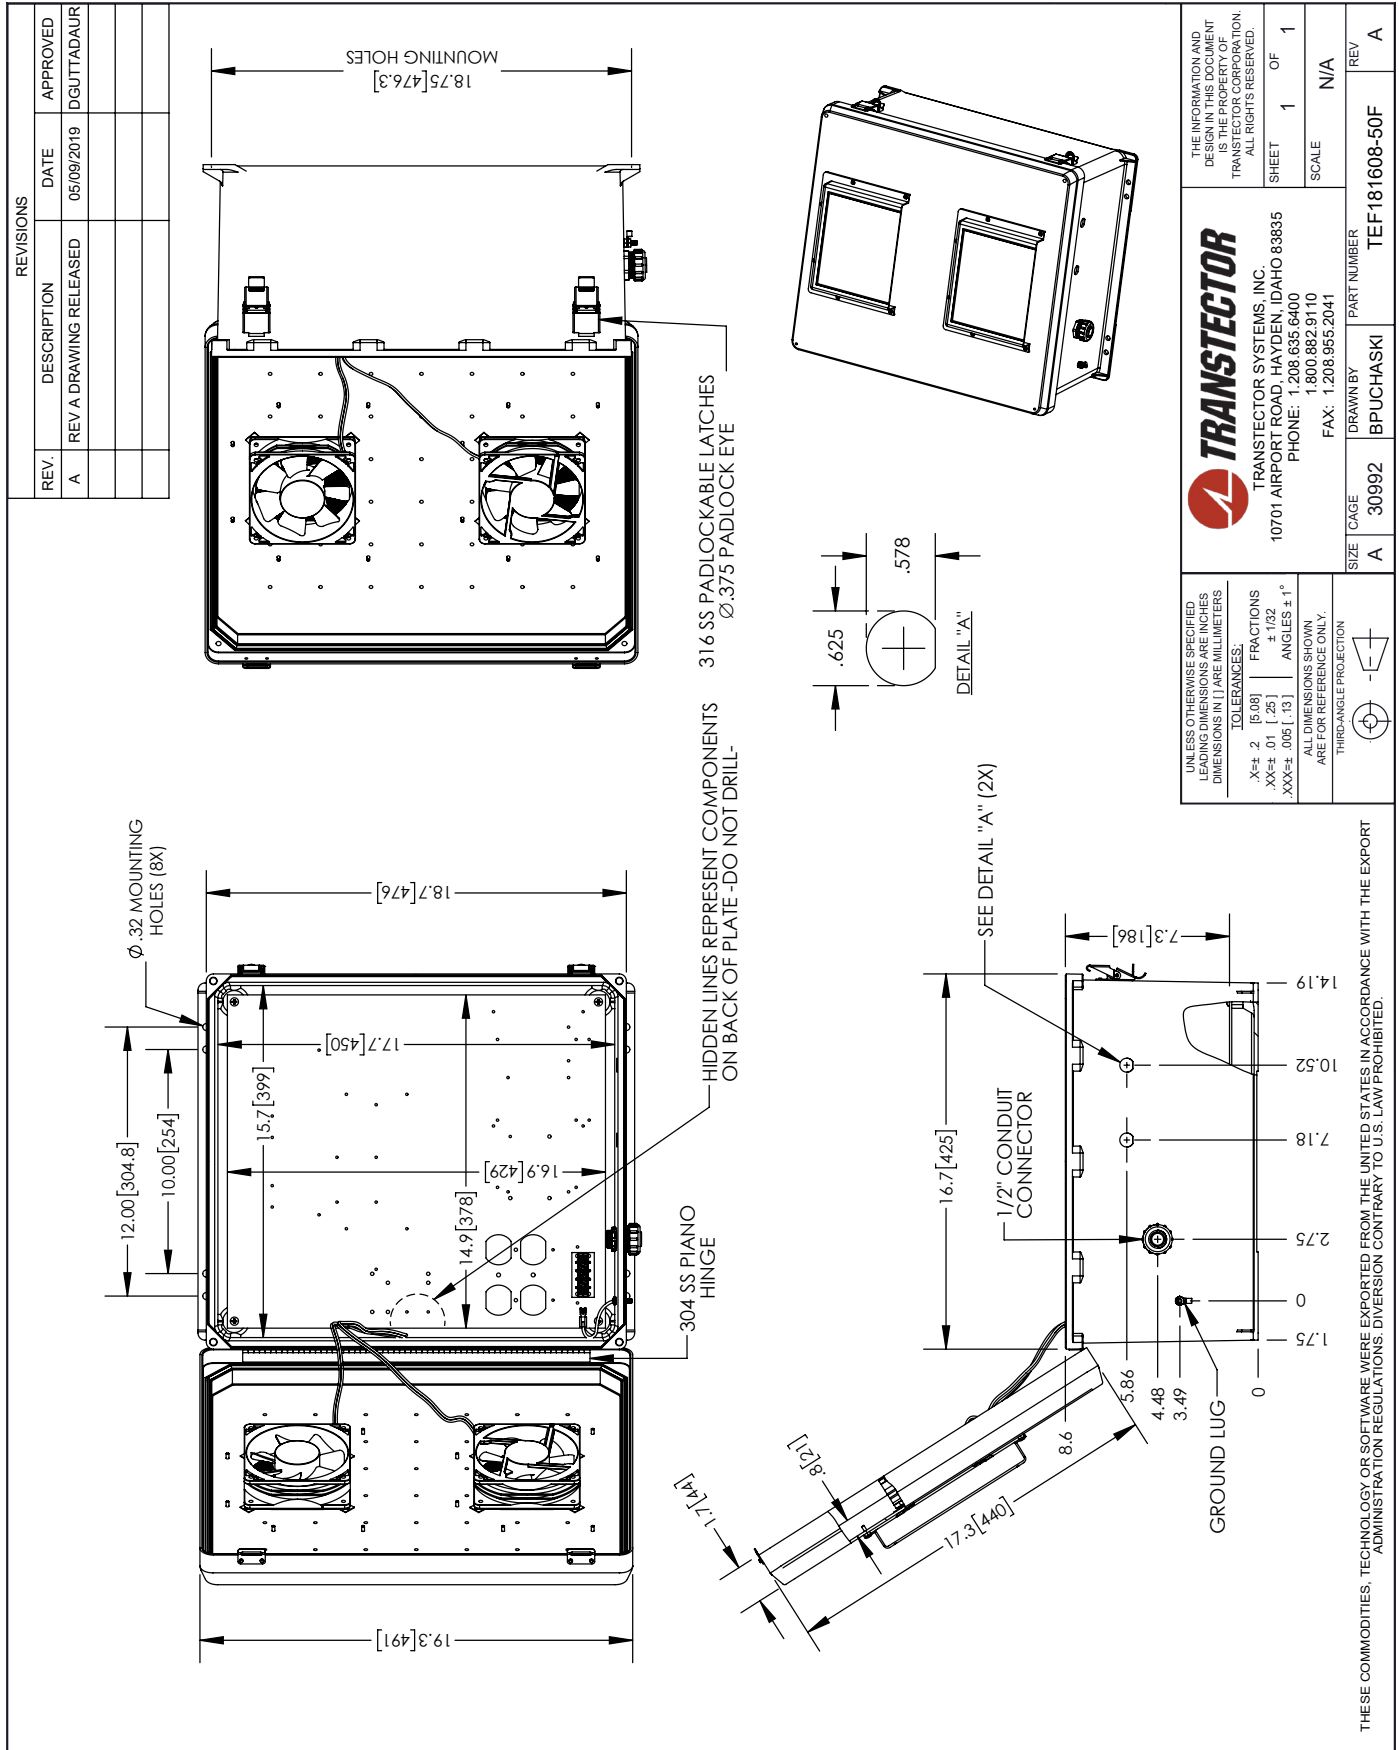 REVISIONS
REV. DESCRIPTION DATE APPROVED
A REV A DRAWING RELEASED 05/09/2019 DGUTTADAUR
Ø.32 MOUNTING
HOLES (8X)
12.00[304.8]
10.00[254]
15.7[399]
14.9[378]
17.7[450]
16.9[429]
18.7[476]
19.3[491]
304 SS PIANO
HINGE
HIDDEN LINES REPRESENT COMPONENTS
ON BACK OF PLATE -DO NOT DRILL-
18.75[476.3]
MOUNTING HOLES
316 SS PADLOCKABLE LATCHES
Ø.375 PADLOCK EYE
1.7[44]
.8[21]
17.3[440]
16.7[425]
1/2" CONDUIT
CONNECTOR
SEE DETAIL "A" (2X)
7.3[186]
8.6
5.86
4.48
3.49
0
GROUND LUG
1.75
0
2.75
7.18
10.52
14.19
.625
.578
DETAIL "A"
UNLESS OTHERWISE SPECIFIED
LEADING DIMENSIONS ARE INCHES
DIMENSIONS IN [ ] ARE MILLIMETERS
TOLERANCES:
.X=± .2 [5.08]
.XX=± .01 [ .25 ]
.XXX=± .005 [ .13 ]
FRACTIONS
± 1/32
ANGLES ± 1°
ALL DIMENSIONS SHOWN
ARE FOR REFERENCE ONLY.
THIRD-ANGLE PROJECTION
TRANSTECTOR
TRANSTECTOR SYSTEMS, INC.
10701 AIRPORT ROAD, HAYDEN, IDAHO 83835
PHONE: 1.208.635.6400
1.800.882.9110
FAX: 1.208.955.2041
THE INFORMATION AND
DESIGN IN THIS DOCUMENT
IS THE PROPERTY OF
TRANSTECTOR CORPORATION.
ALL RIGHTS RESERVED.
SHEET 1 OF 1
SCALE N/A
SIZE A
CAGE 30992
DRAWN BY BPUCHASKI
PART NUMBER TEF181608-50F
REV A
THESE COMMODITIES, TECHNOLOGY OR SOFTWARE WERE EXPORTED FROM THE UNITED STATES IN ACCORDANCE WITH THE EXPORT
ADMINISTRATION REGULATIONS. DIVERSION CONTRARY TO U.S. LAW PROHIBITED.